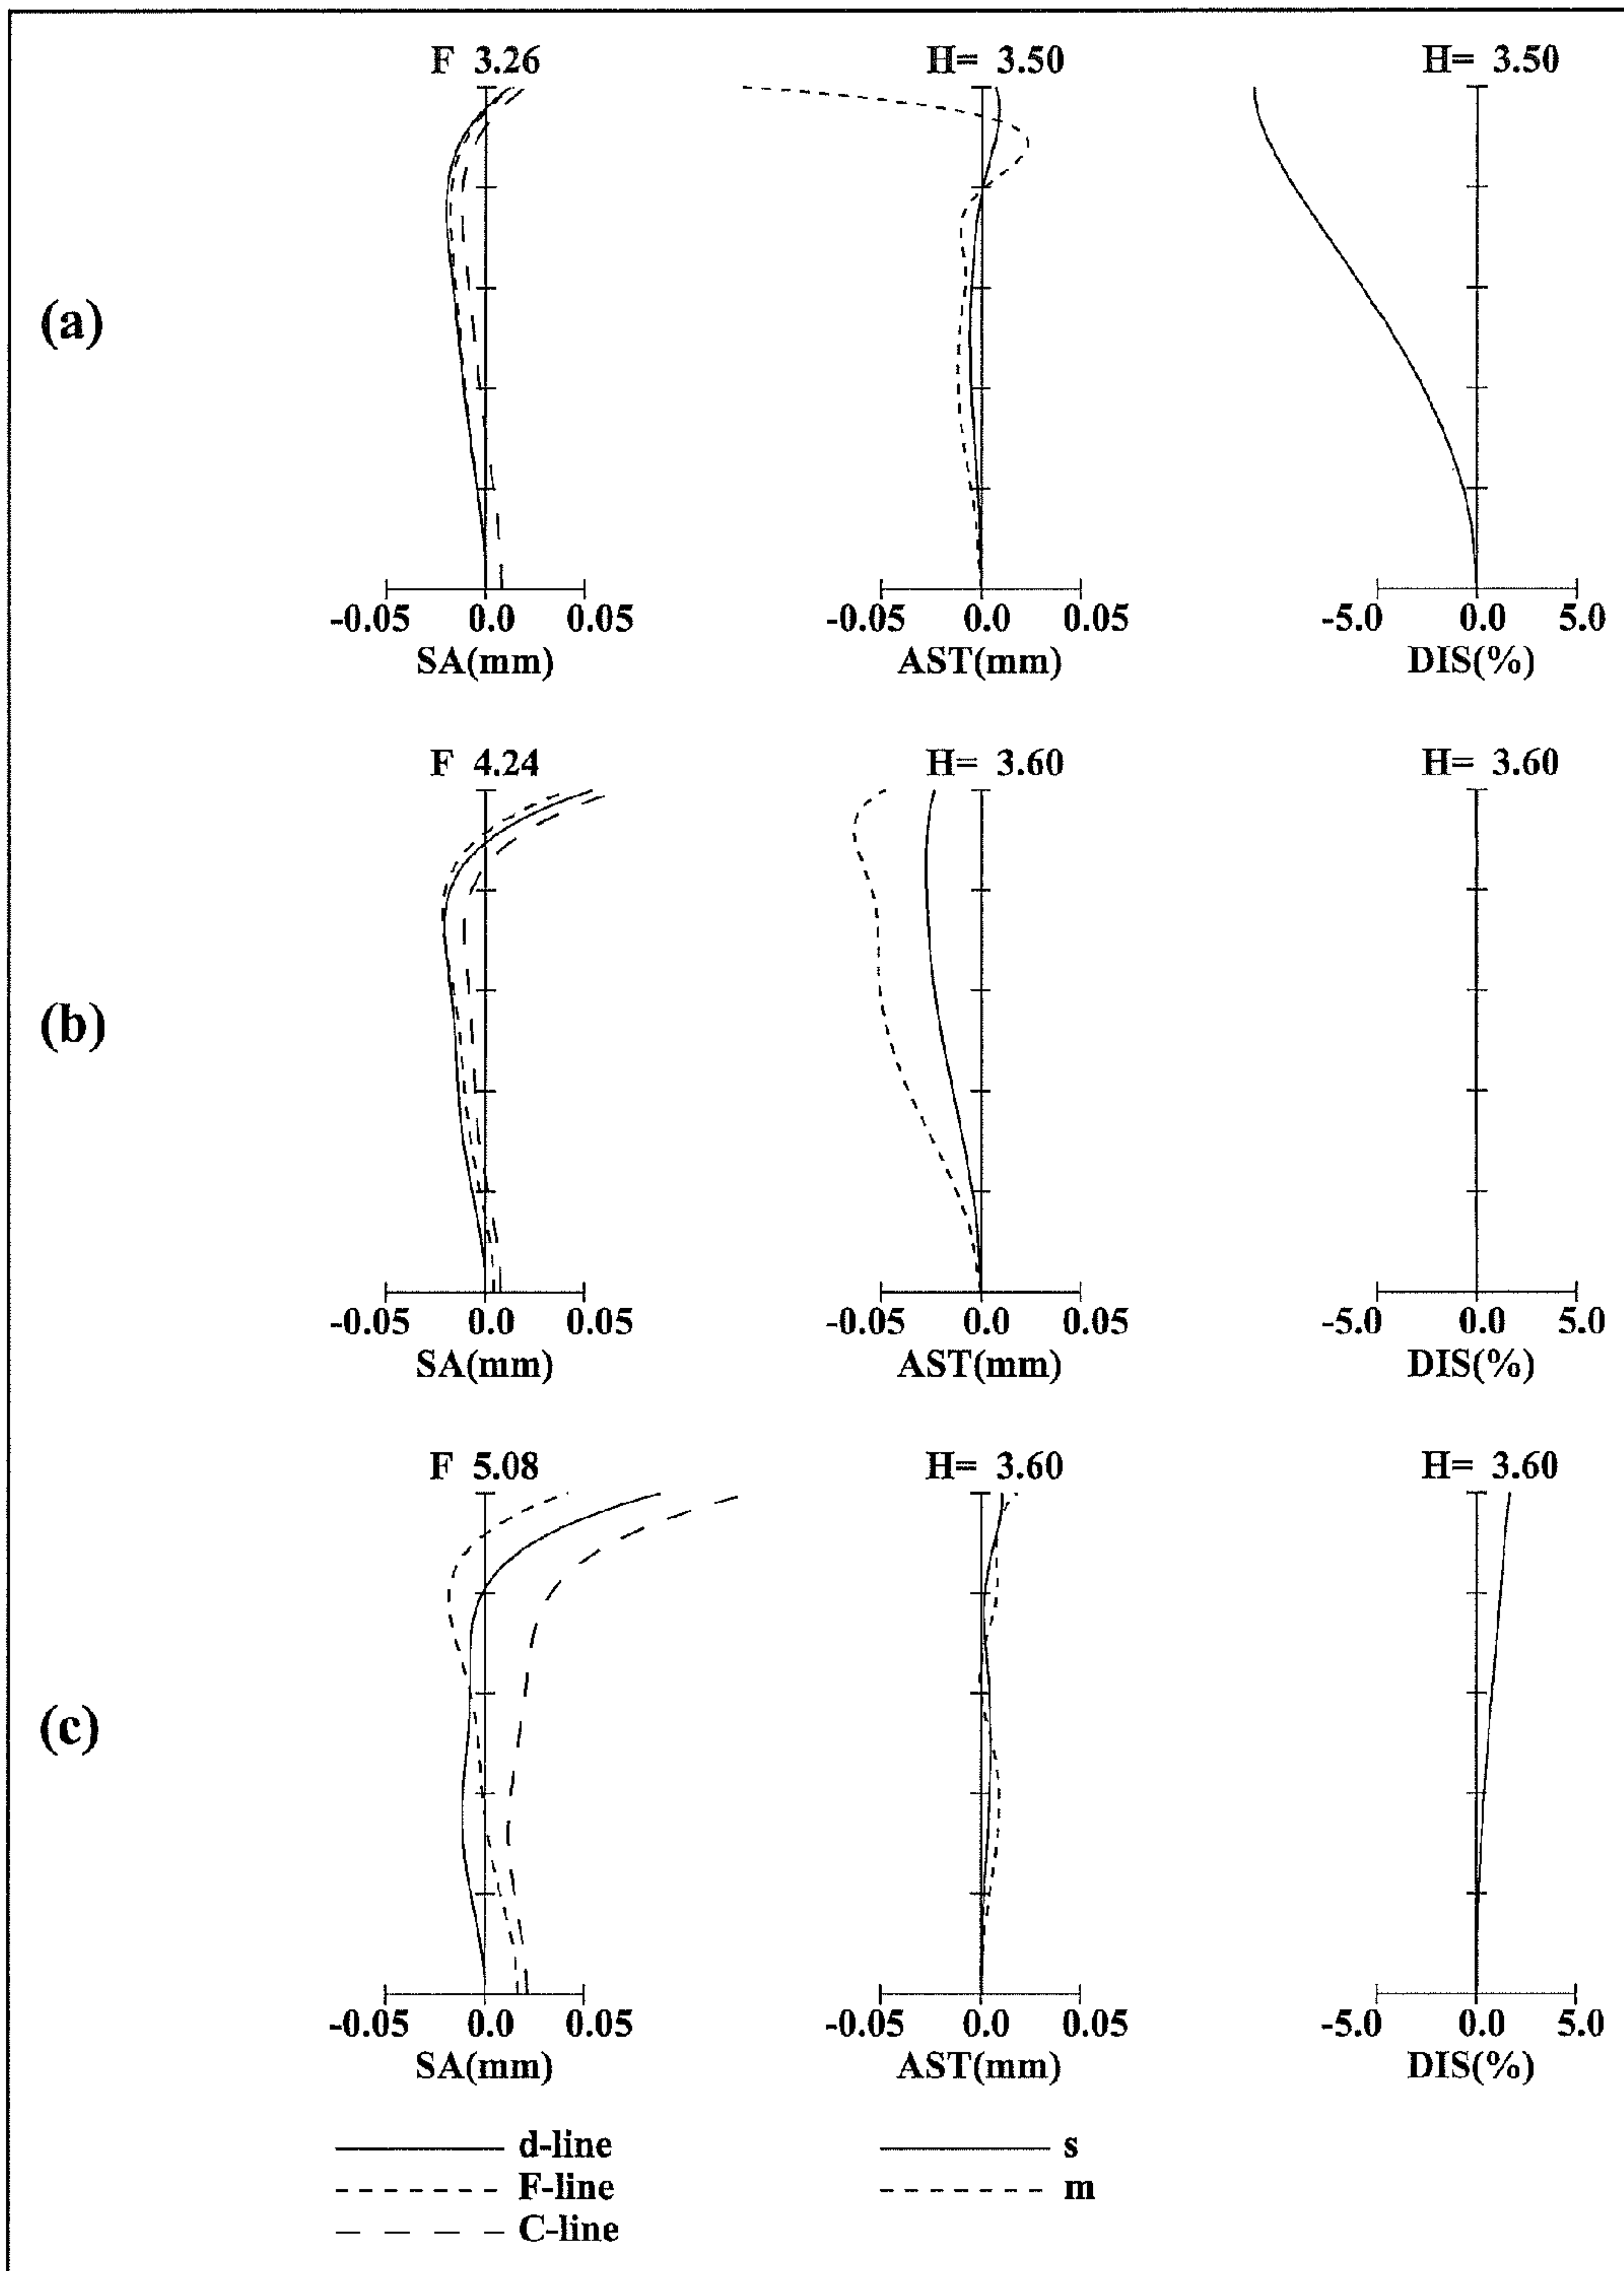 F 3.26 H= 3.50 H= 3.50
(a)
-0.05 0.0 0.05 -0.05 0.0 0.05 -5.0 0.0 5.0
SA(mm) AST(mm) DIS(%)
F 4.24 H= 3.60 H= 3.60
(b)
-0.05 0.0 0.05 -0.05 0.0 0.05 -5.0 0.0 5.0
SA(mm) AST(mm) DIS(%)
F 5.08 H= 3.60 H= 3.60
(c)
-0.05 0.0 0.05 -0.05 0.0 0.05 -5.0 0.0 5.0
SA(mm) AST(mm) DIS(%)
d-line s
F-line m
C-line